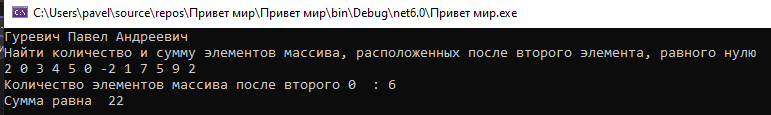 C:\Users\pavel\source\repos\Привет мир\Привет мир\bin\Debug\net6.0\Привет мир.exe
Гуревич Павел Андреевич
Найти количество и сумму элементов массива, расположенных после второго элемента, равного нулю
2 0 3 4 5 0 -2 1 7 5 9 2
Количество элементов массива после второго 0  : 6
Сумма равна  22